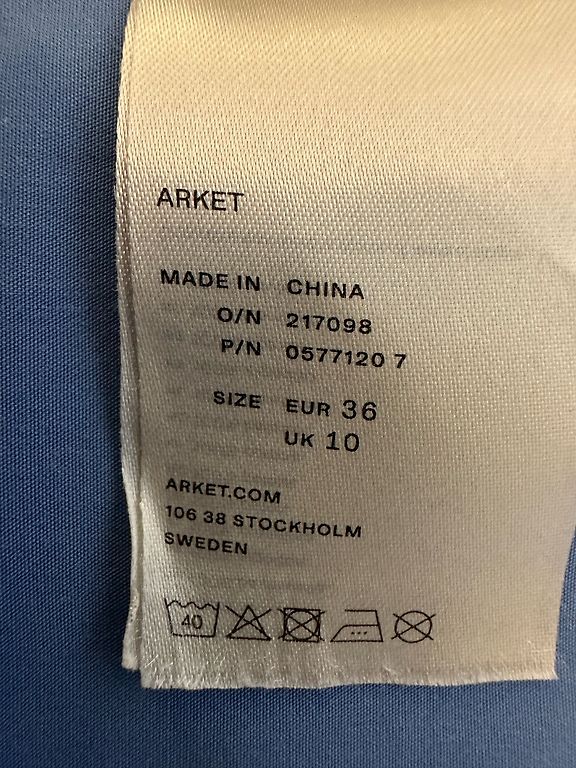 ARKET
MADE IN CHINA
O/N 217098
P/N 0577120 7
SIZE EUR 36
UK 10
ARKET.COM
106 38 STOCKHOLM
SWEDEN
40